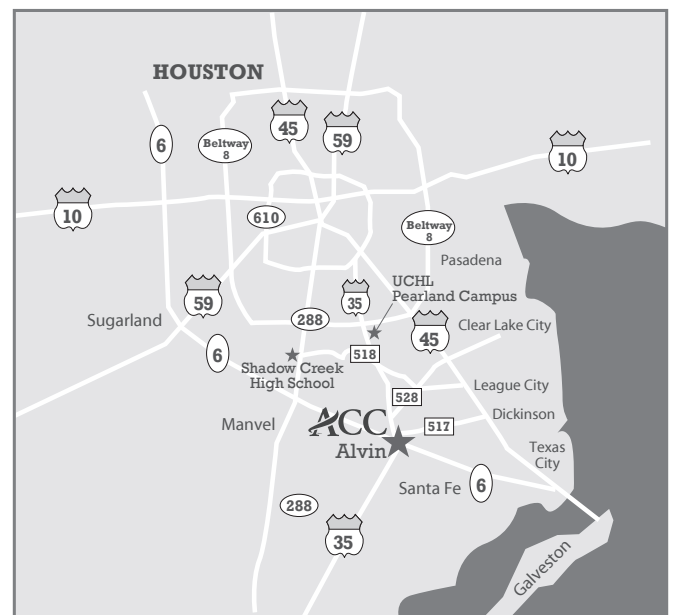 HOUSTON
45
59
6
Beltway
8
10
10
610
Beltway
8
Pasadena
UCHL
Pearland Campus
59
35
Sugarland
288
Clear Lake City
45
6
518
Shadow Creek
High School
League City
528
Dickinson
ACC
Manvel
517
Alvin
Texas
City
Santa Fe
6
288
35
Galveston